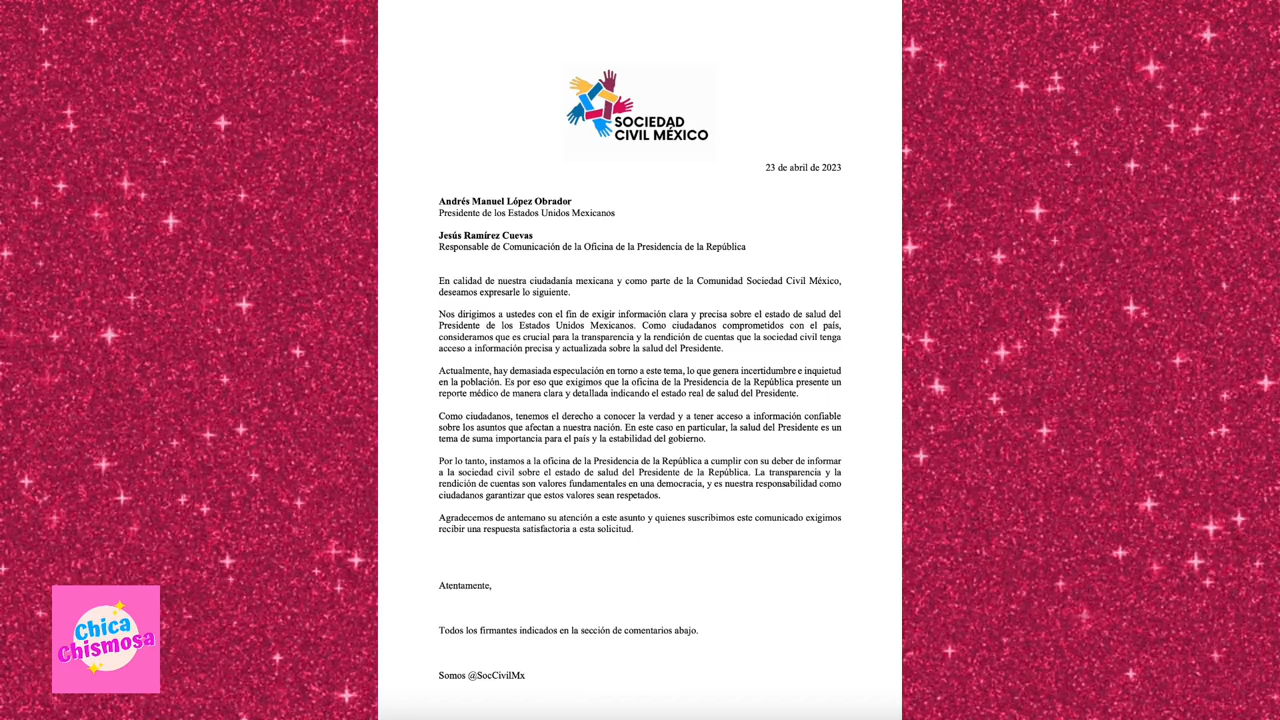 SOCIEDAD
CIVIL MÉXICO
23 de abril de 2023
Andrés Manuel López Obrador
Presidente de los Estados Unidos Mexicanos
Jesús Ramírez Cuevas
Responsable de Comunicación de la Oficina de la Presidencia de la República
En calidad de nuestra ciudadanía mexicana y como parte de la Comunidad Sociedad Civil México,
deseamos expresarle lo siguiente.
Nos dirigimos a ustedes con el fin de exigir información clara y precisa sobre el estado de salud del
Presidente de los Estados Unidos Mexicanos. Como ciudadanos comprometidos con el país,
consideramos que es crucial para la transparencia y la rendición de cuentas que la sociedad civil tenga
acceso a información precisa y actualizada sobre la salud del Presidente.
Actualmente, hay demasiada especulación en torno a este tema, lo que genera incertidumbre e inquietud
en la población. Es por eso que exigimos que la oficina de la Presidencia de la República presente un
reporte médico de manera clara y detallada indicando el estado real de salud del Presidente.
Como ciudadanos, tenemos el derecho a conocer la verdad y a tener acceso a información confiable
sobre los asuntos que afectan a nuestra nación. En este caso en particular, la salud del Presidente es un
tema de suma importancia para el país y la estabilidad del gobierno.
Por lo tanto, instamos a la oficina de la Presidencia de la República a cumplir con su deber de informar
a la sociedad civil sobre el estado de salud del Presidente de la República. La transparencia y la
rendición de cuentas son valores fundamentales en una democracia, y es nuestra responsabilidad como
ciudadanos garantizar que estos valores sean respetados.
Agradecemos de antemano su atención a este asunto y quienes suscribimos este comunicado exigimos
recibir una respuesta satisfactoria a esta solicitud.
Atentamente,
Todos los firmantes indicados en la sección de comentarios abajo.
Somos @SocCivilMx
Chica
Chismosa